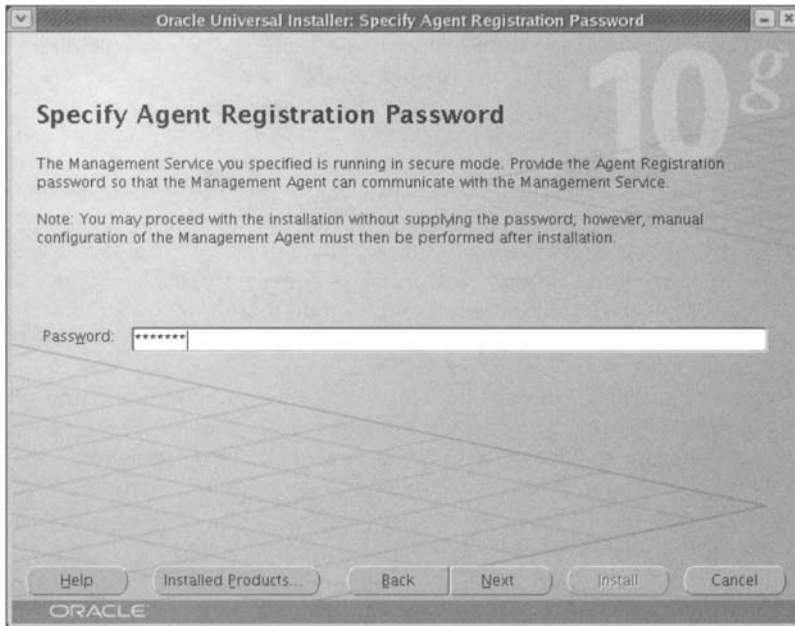 Oracle Universal Installer: Specify Agent Registration Password
10g
Specify Agent Registration Password
The Management Service you specified is running in secure mode. Provide the Agent Registration
password so that the Management Agent can communicate with the Management Service.
Note: You may proceed with the installation without supplying the password; however, manual
configuration of the Management Agent must then be performed after installation.
Password: *******
Help Installed Products... Back Next Install Cancel
ORACLE